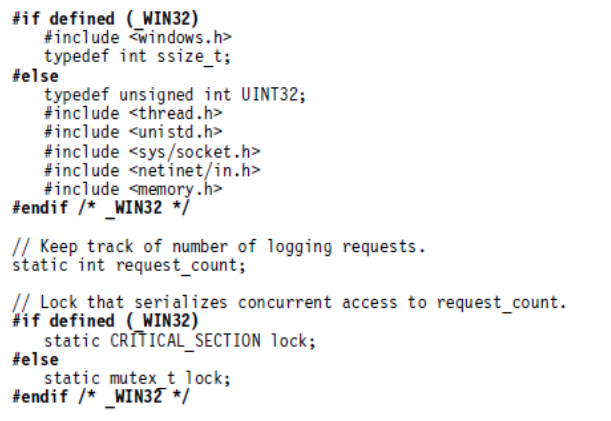 #if defined (_WIN32)
#include <windows.h>
typedef int ssize_t;
#else
typedef unsigned int UINT32;
#include <thread.h>
#include <unistd.h>
#include <sys/socket.h>
#include <netinet/in.h>
#include <memory.h>
#endif /* _WIN32 */
// Keep track of number of logging requests.
static int request_count;
// Lock that serializes concurrent access to request_count.
#if defined (_WIN32)
static CRITICAL_SECTION lock;
#else
static mutex_t lock;
#endif /* _WIN32 */